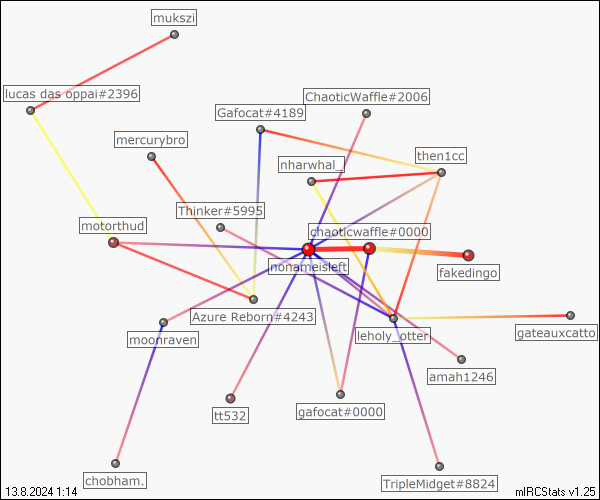 mukszi
lucas das oppai#2396
ChaoticWaffle#2006
Gafocat#4189
mercurybro
then1cc
nharwhal_
Thinker#5995
motorthud
chaoticwaffle#0000
nonameisleft
fakedingo
Azure Reborn#4243
moonraven
leholy_otter
gateauxcatto
amah1246
tt532
gafocat#0000
chobham.
TripleMidget#8824
13.8.2024 1:14
mIRCStats v1.25